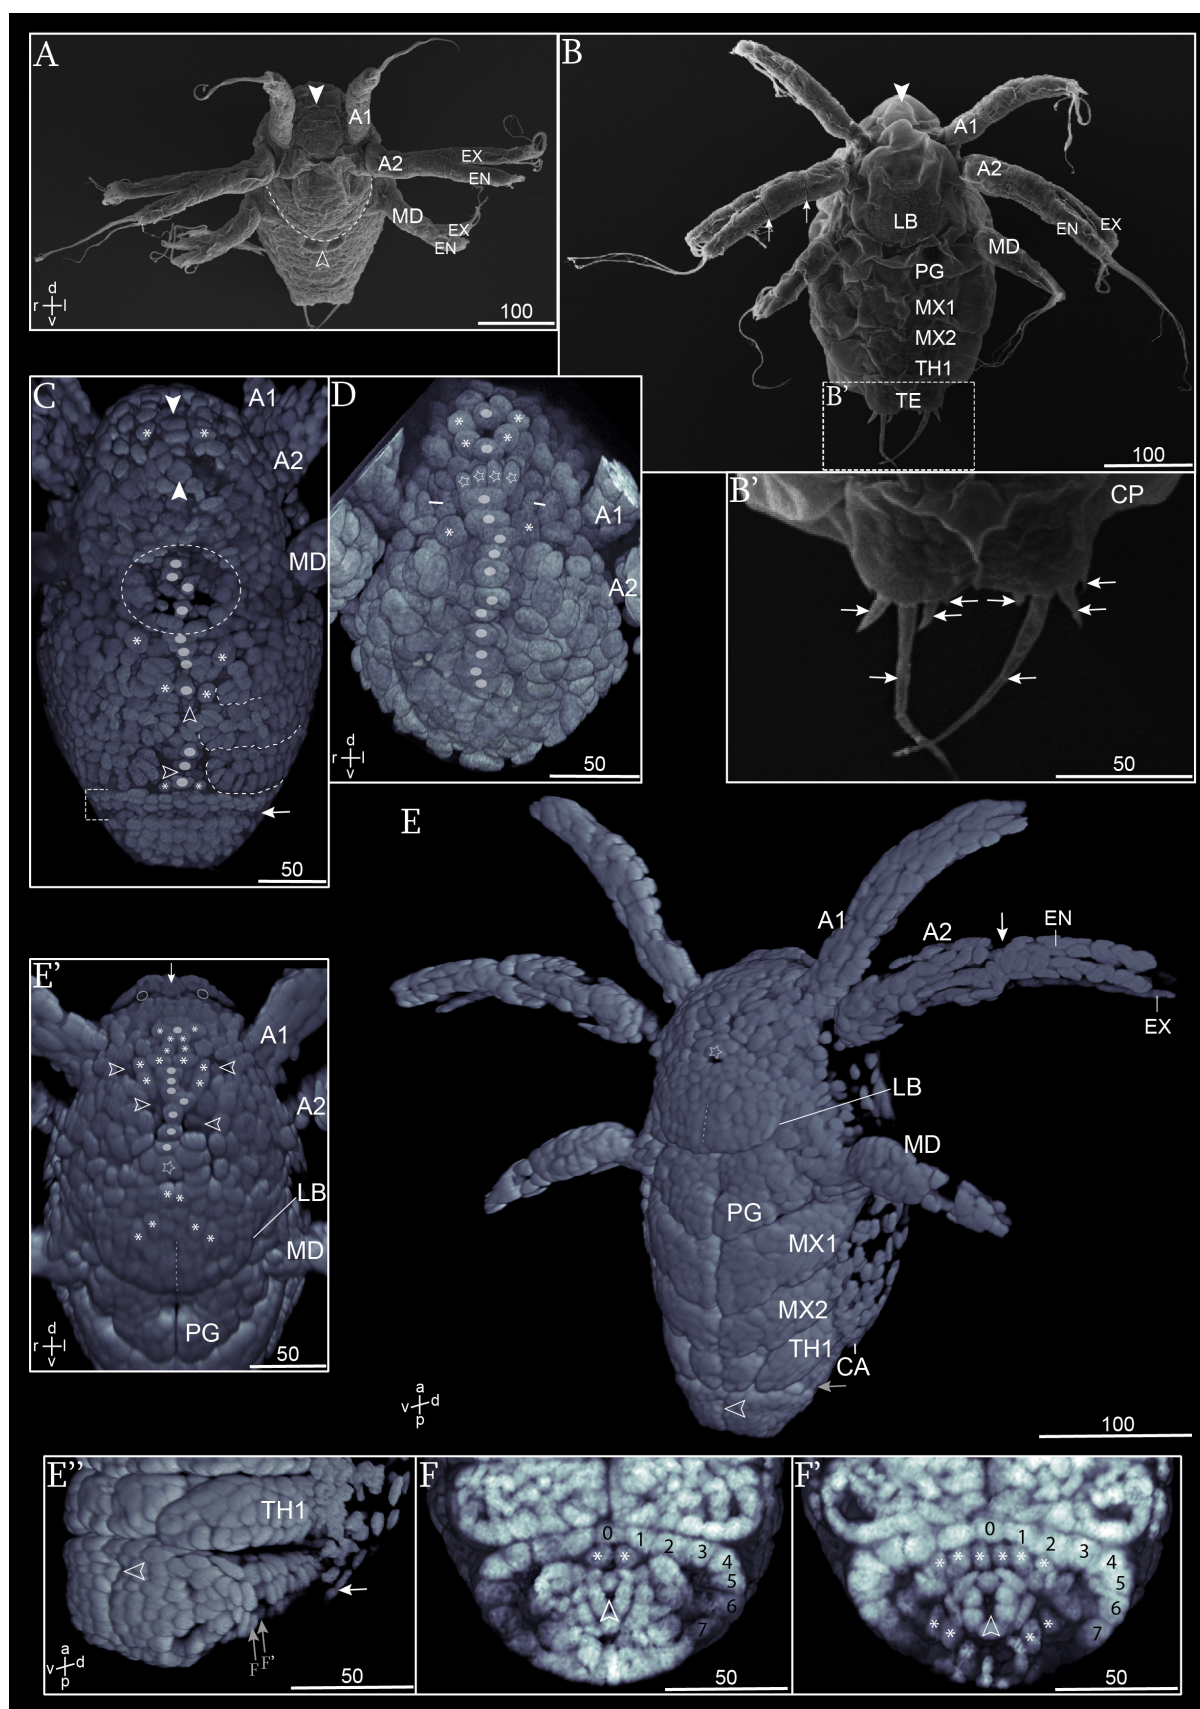 A
A1
A2
EX
EN
MD
EX
EN
d
r l
v
100
B
A1
A2
LB
EN
EX
MD
PG
MX1
MX2
TH1
B’
TE
100
C
A1
A2
MD
50
D
A1
A2
d
r l
v
50
B’
CP
50
E
A1
A2
EN
EX
LB
MD
PG
MX1
MX2
TH1
CA
a
v d
p
100
E’
A1
A2
LB
MD
PG
d
r l
v
50
E’’
TH1
a
v d
p
F F’
50
F
0 1 2 3 4 5 6 7
50
F’
0 1 2 3 4 5 6 7
50